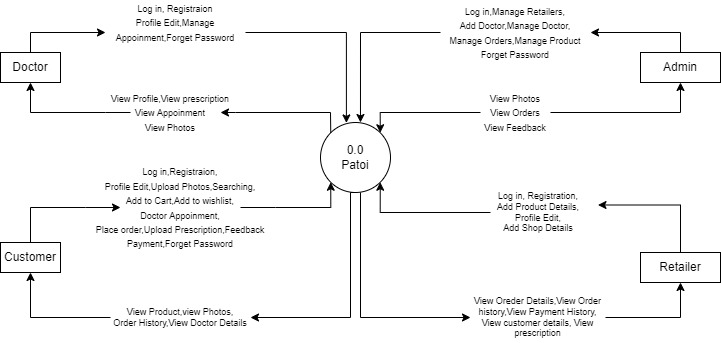 Log in, Registraion
Profile Edit,Manage
Appoinment,Forget Password
Doctor
View Profile,View prescription
View Appoinment
View Photos
Log in,Manage Retailers,
Add Doctor,Manage Doctor,
Manage Orders,Manage Product
Forget Password
Admin
View Photos
View Orders
View Feedback
0.0
Patoi
Log in,Registraion,
Profile Edit,Upload Photos,Searching,
Add to Cart,Add to wishlist,
Doctor Appoinment,
Place order,Upload Prescription,Feedback
Payment,Forget Password
Customer
View Product,view Photos,
Order History,View Doctor Details
Log in, Registration,
Add Product Details,
Profile Edit,
Add Shop Details
Retailer
View Oreder Details,View Order
history,View Payment History,
View customer details, View
prescription